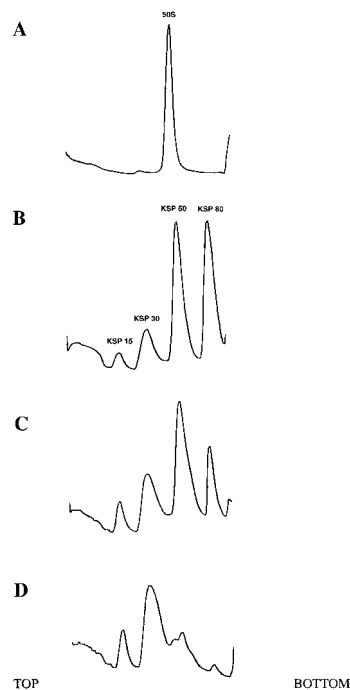 A
50S
B
KSP 50 KSP 80
KSP 30
KSP 15
C
D
TOP BOTTOM